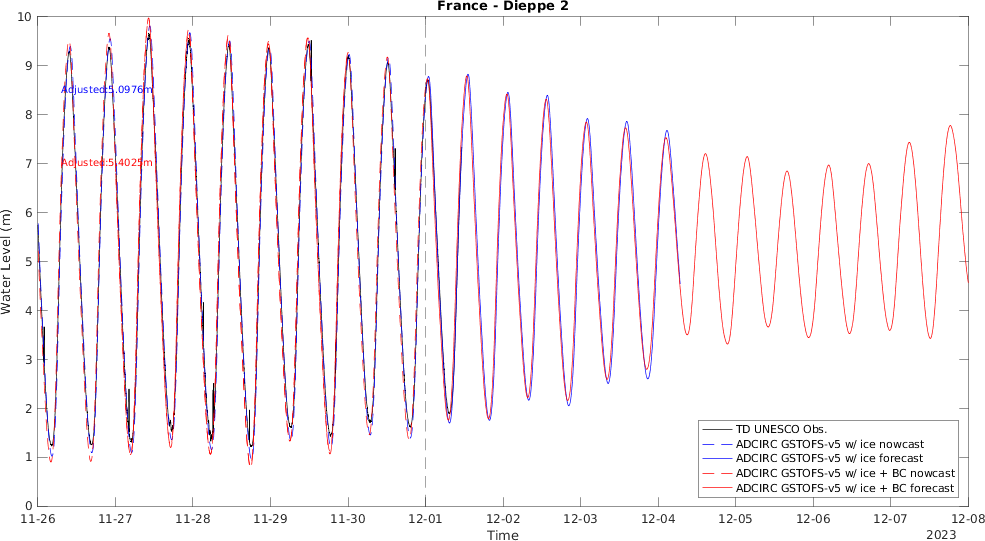 France - Dieppe 2
Water Level (m)
10
9
8
7
6
5
4
3
2
1
0
Adjusted:5.0976m
Adjusted:5.4025m
TD UNESCO Obs.
ADCIRC GSTOFS-v5 w/ ice nowcast
ADCIRC GSTOFS-v5 w/ ice forecast
ADCIRC GSTOFS-v5 w/ ice + BC nowcast
ADCIRC GSTOFS-v5 w/ ice + BC forecast
11-26 11-27 11-28 11-29 11-30 12-01 12-02 12-03 12-04 12-05 12-06 12-07 12-08
Time
2023